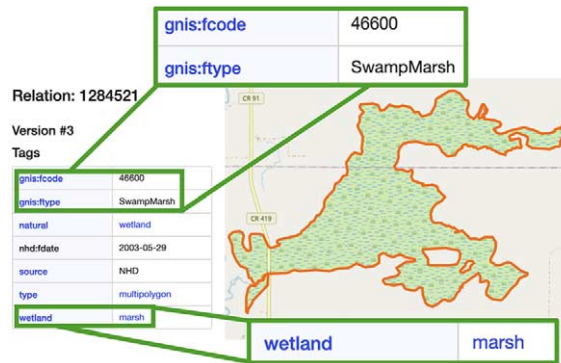 gnis:fcode 46600
gnis:ftype SwampMarsh
Relation: 1284521
Version #3
Tags
gnis:fcode 46600
gnis:ftype SwampMarsh
natural wetland
nhd:fdate 2003-05-29
source NHD
type multipolygon
wetland marsh
CR 91
CR 419
wetland marsh